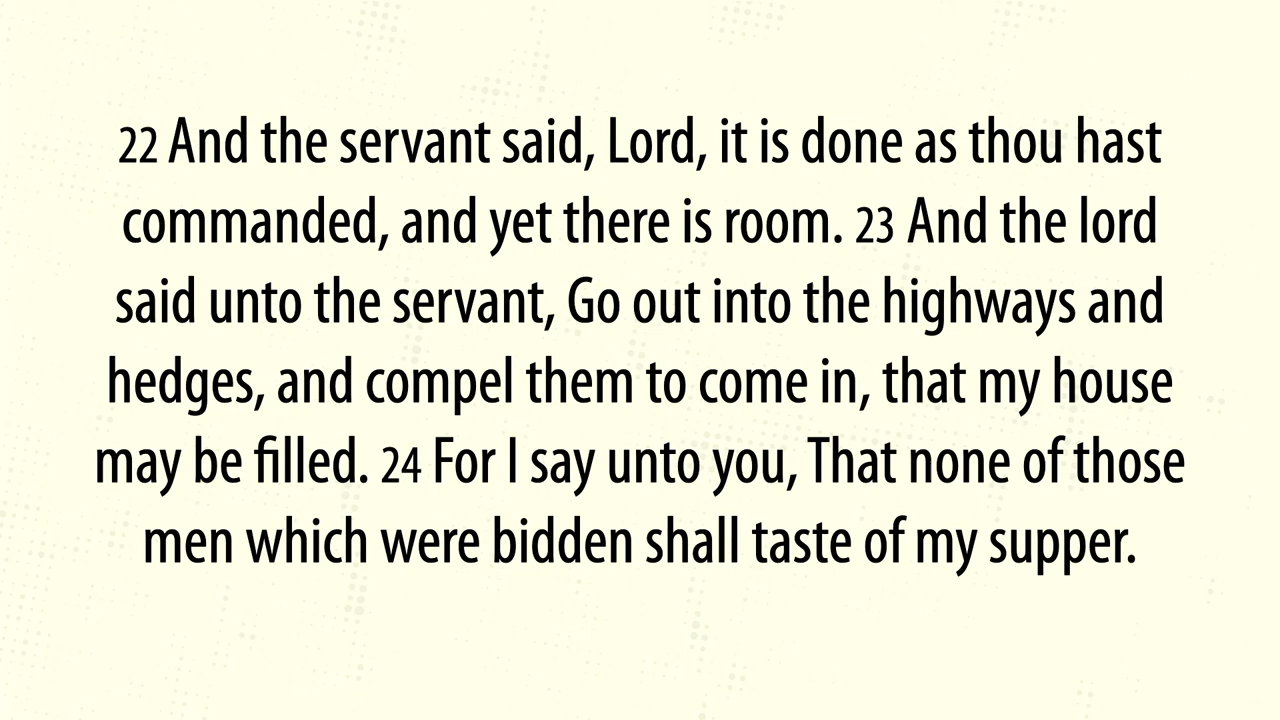 22 And the servant said, Lord, it is done as thou hast
commanded, and yet there is room. 23 And the lord
said unto the servant, Go out into the highways and
hedges, and compel them to come in, that my house
may be filled. 24 For I say unto you, That none of those
men which were bidden shall taste of my supper.